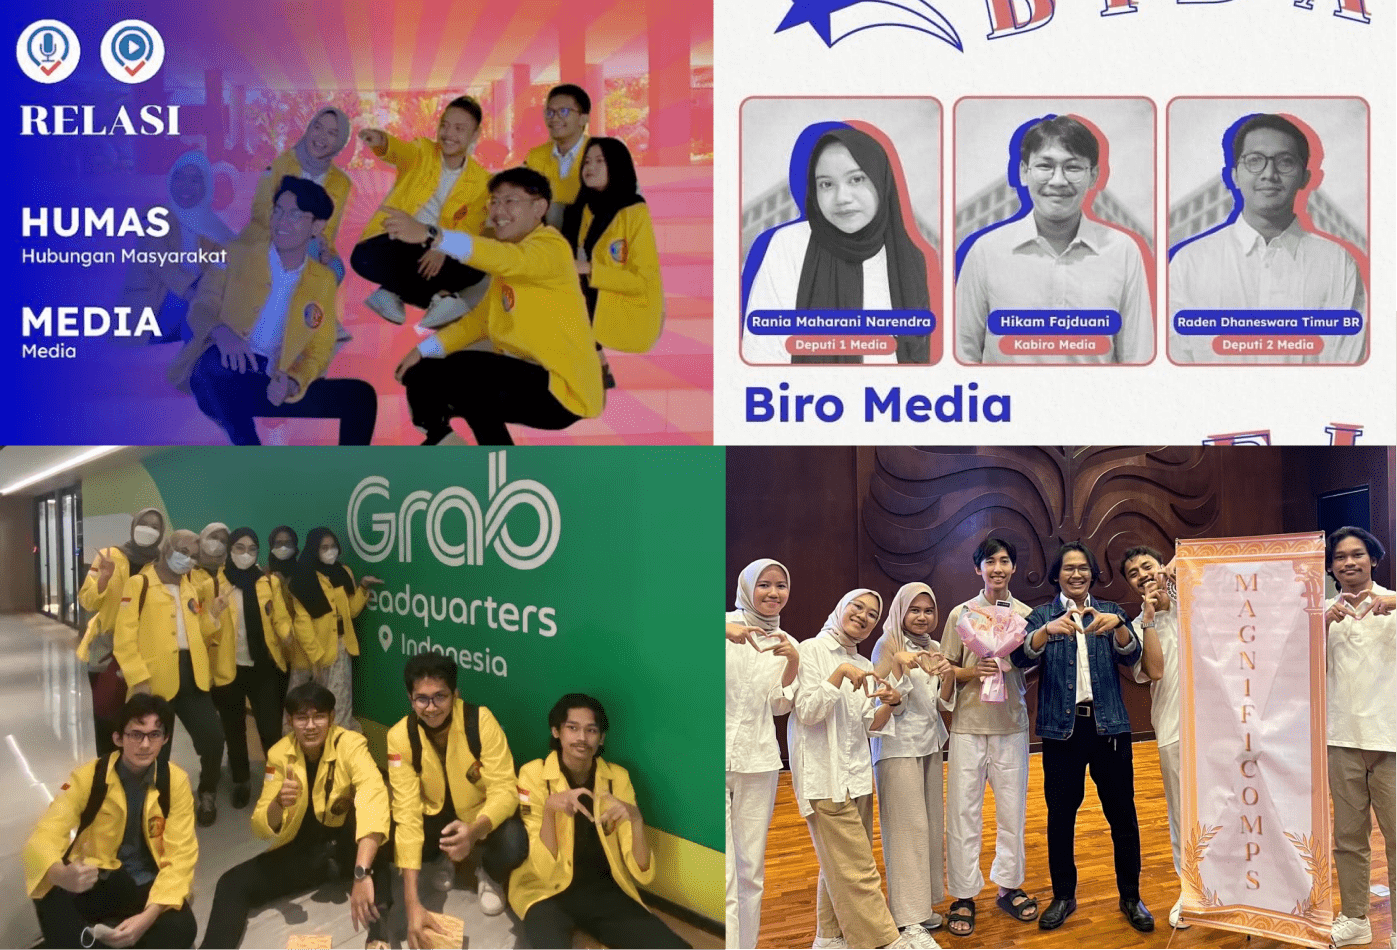 RELASI
HUMAS
Hubungan Masyarakat
MEDIA
Media
Rania Maharani Narendra
Deputi 1 Media
Hikam Fajduani
Kabiro Media
Raden Dhaneswara Timur BR
Deputi 2 Media
Biro Media
Grab
eadquarters
Indonesia
MAGNIFICOMPS